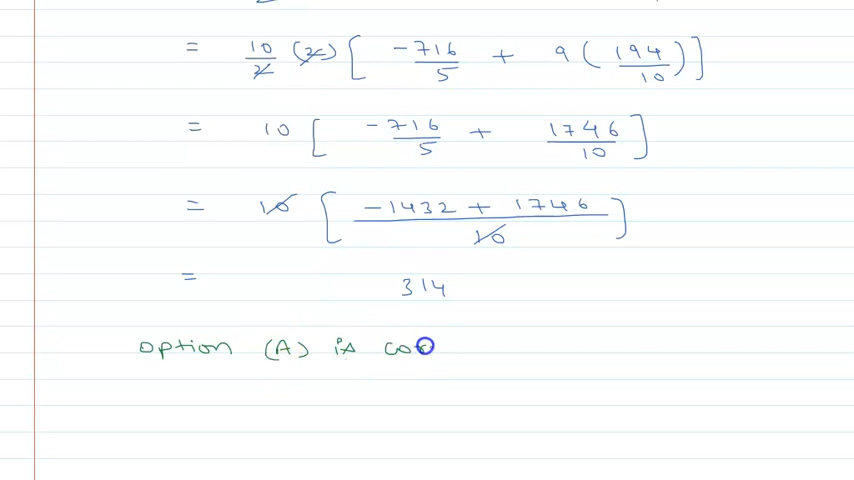 = 10/2 (2) [ -716/5 + 9 ( 194/10 ) ]
= 10 [ -716/5 + 1746/10 ]
= 10 [ -1432 + 1746 / 10 ]
= 314
option (A) is cor